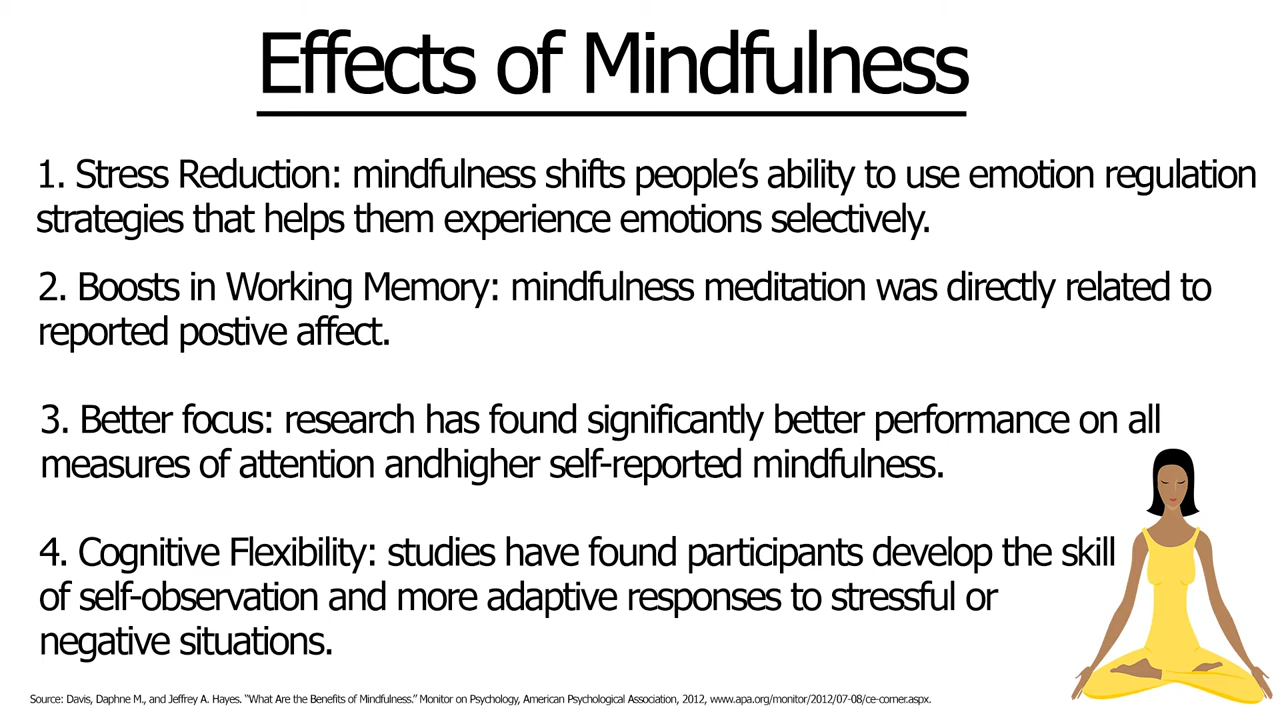 Effects of Mindfulness
1. Stress Reduction: mindfulness shifts people’s ability to use emotion regulation
strategies that helps them experience emotions selectively.
2. Boosts in Working Memory: mindfulness meditation was directly related to
reported postive affect.
3. Better focus: research has found significantly better performance on all
measures of attention andhigher self-reported mindfulness.
4. Cognitive Flexibility: studies have found participants develop the skill
of self-observation and more adaptive responses to stressful or
negative situations.
Source: Davis, Daphne M., and Jeffrey A. Hayes. “What Are the Benefits of Mindfulness.” Monitor on Psychology, American Psychological Association, 2012, www.apa.org/monitor/2012/07-08/ce-corner.aspx.